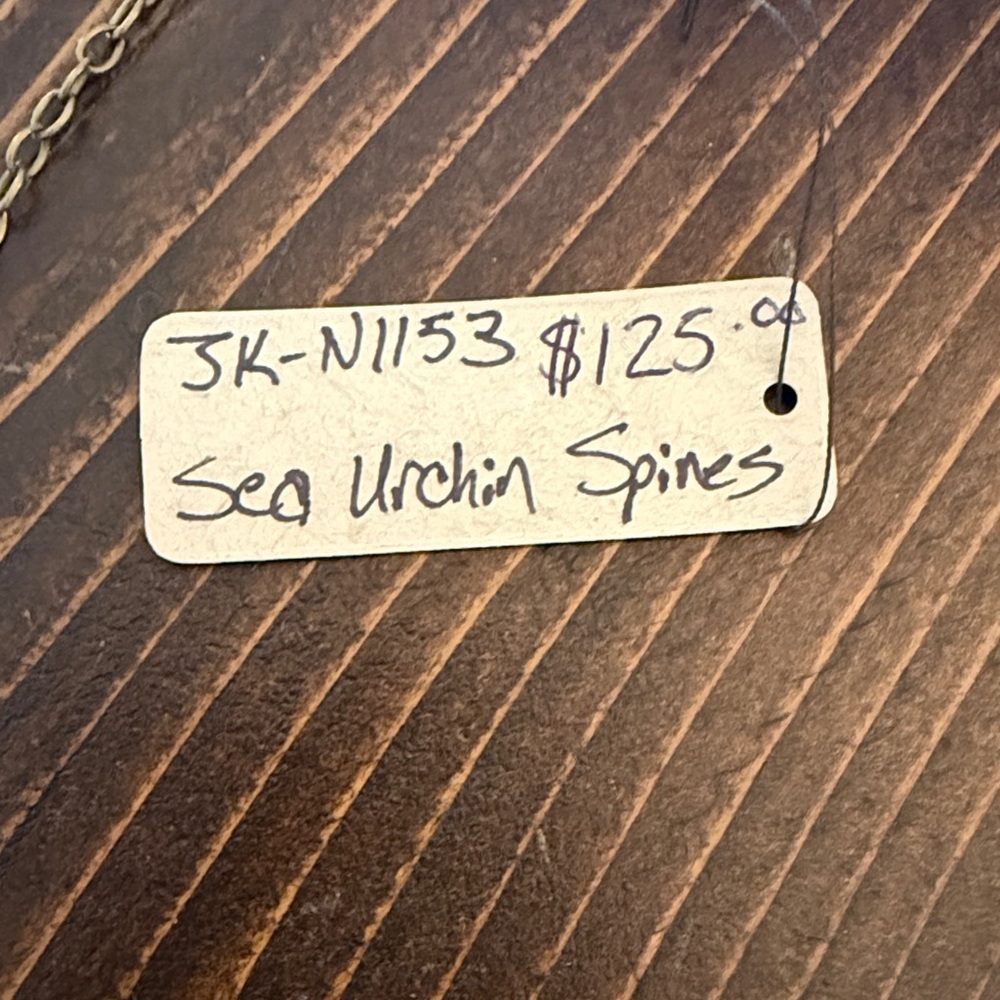 JK-N1153 $125.00
Sea Urchin Spines